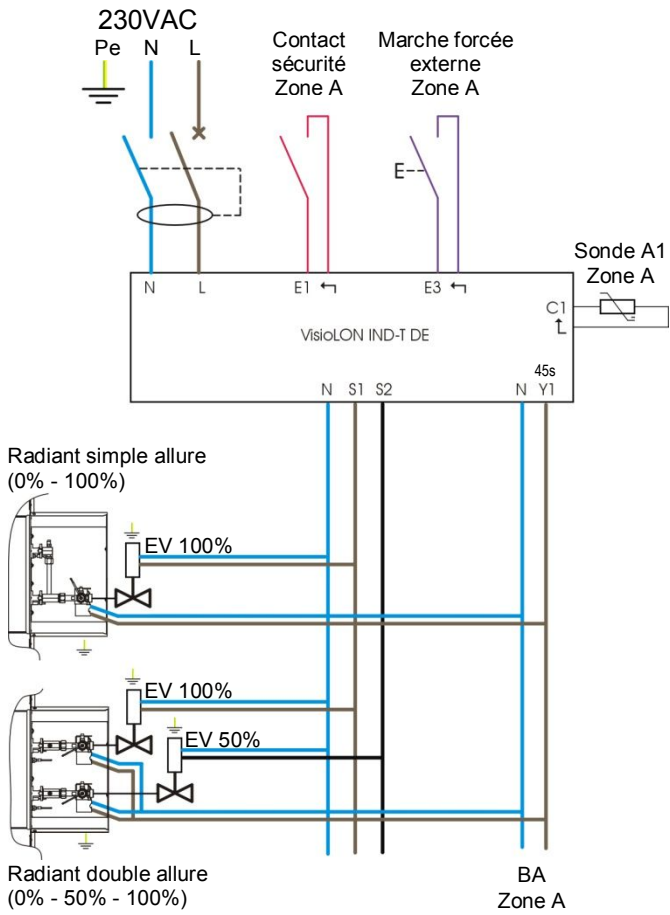 230VAC
Pe N L
Contact
sécurité
Zone A
Marche forcée
externe
Zone A
E
Sonde A1
Zone A
N L E1 E3
C1
VisioLON IND-T DE
45s
N S1 S2 N Y1
Radiant simple allure
(0% - 100%)
EV 100%
EV 100%
EV 50%
Radiant double allure
(0% - 50% - 100%)
BA
Zone A